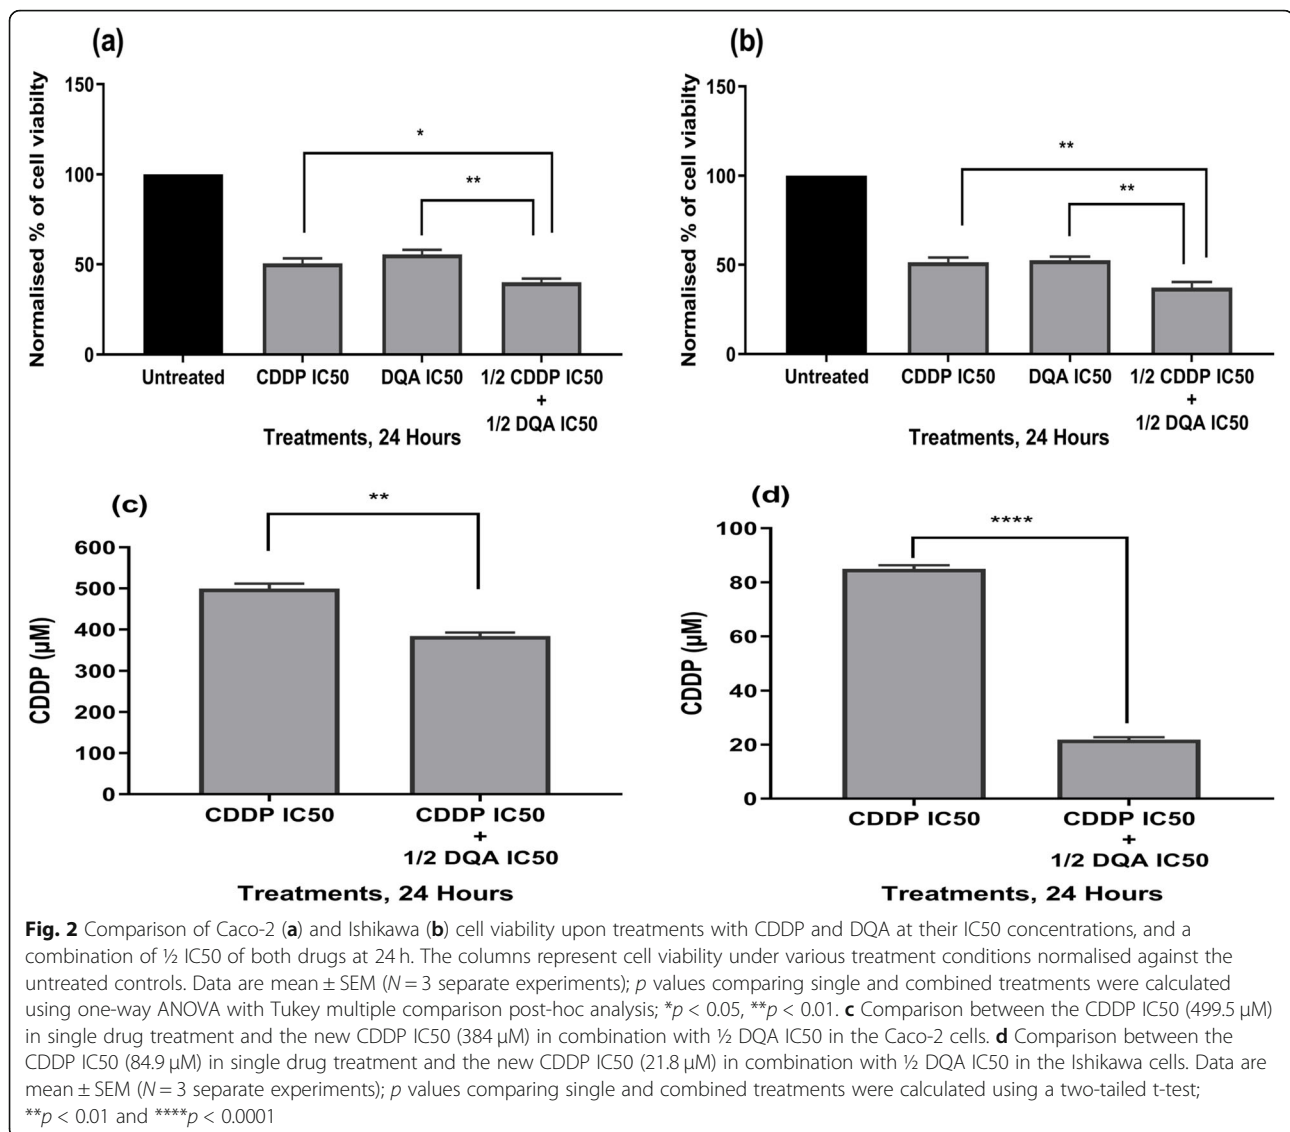 (a)
Normalised % of cell viabilty
150
100
50
0
*
**
Untreated
CDDP IC50
DQA IC50
1/2 CDDP IC50
+
1/2 DQA IC50
Treatments, 24 Hours
(b)
Normalised % of cell viability
150
100
50
0
**
**
Untreated
CDDP IC50
DQA IC50
1/2 CDDP IC50
+
1/2 DQA IC50
Treatments, 24 Hours
(c)
CDDP (μM)
600
500
400
300
200
100
0
**
CDDP IC50
CDDP IC50
+
1/2 DQA IC50
Treatments, 24 Hours
(d)
CDDP (μM)
100
80
60
40
20
0
****
CDDP IC50
CDDP IC50
+
1/2 DQA IC50
Treatments, 24 Hours
Fig. 2 Comparison of Caco-2 (a) and Ishikawa (b) cell viability upon treatments with CDDP and DQA at their IC50 concentrations, and a
combination of ½ IC50 of both drugs at 24 h. The columns represent cell viability under various treatment conditions normalised against the
untreated controls. Data are mean ± SEM (N = 3 separate experiments); p values comparing single and combined treatments were calculated
using one-way ANOVA with Tukey multiple comparison post-hoc analysis; *p < 0.05, **p < 0.01. c Comparison between the CDDP IC50 (499.5 μM)
in single drug treatment and the new CDDP IC50 (384 μM) in combination with ½ DQA IC50 in the Caco-2 cells. d Comparison between the
CDDP IC50 (84.9 μM) in single drug treatment and the new CDDP IC50 (21.8 μM) in combination with ½ DQA IC50 in the Ishikawa cells. Data are
mean ± SEM (N = 3 separate experiments); p values comparing single and combined treatments were calculated using a two-tailed t-test;
**p < 0.01 and ****p < 0.0001